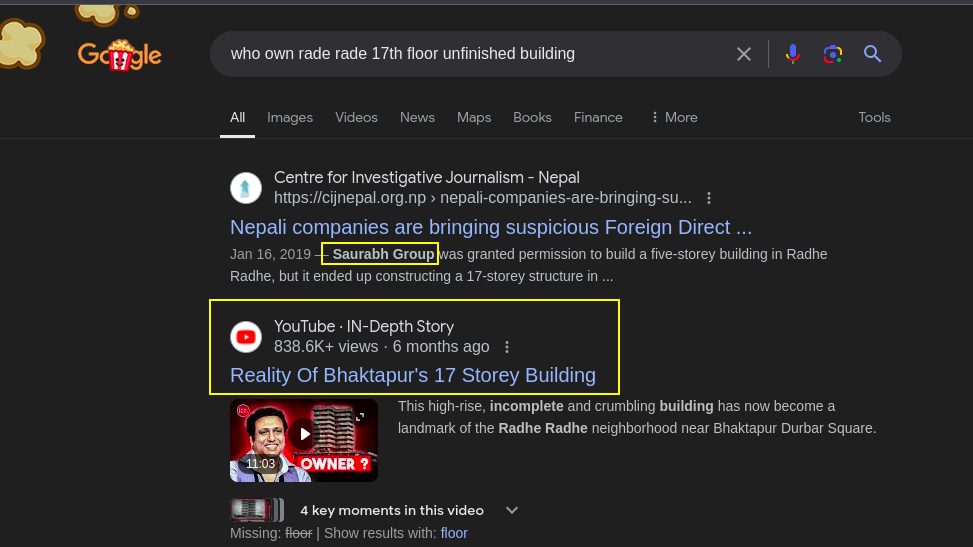 Google
who own rade rade 17th floor unfinished building
All Images Videos News Maps Books Finance More Tools
Centre for Investigative Journalism - Nepal
https://cijnepal.org.np › nepali-companies-are-bringing-su...
Nepali companies are bringing suspicious Foreign Direct ...
Jan 16, 2019 — Saurabh Group was granted permission to build a five-storey building in Radhe
Radhe, but it ended up constructing a 17-storey structure in ...
YouTube · IN-Depth Story
838.6K+ views · 6 months ago
Reality Of Bhaktapur's 17 Storey Building
This high-rise, incomplete and crumbling building has now become a
landmark of the Radhe Radhe neighborhood near Bhaktapur Durbar Square.
11:03
OWNER ?
4 key moments in this video
Missing: floor | Show results with: floor